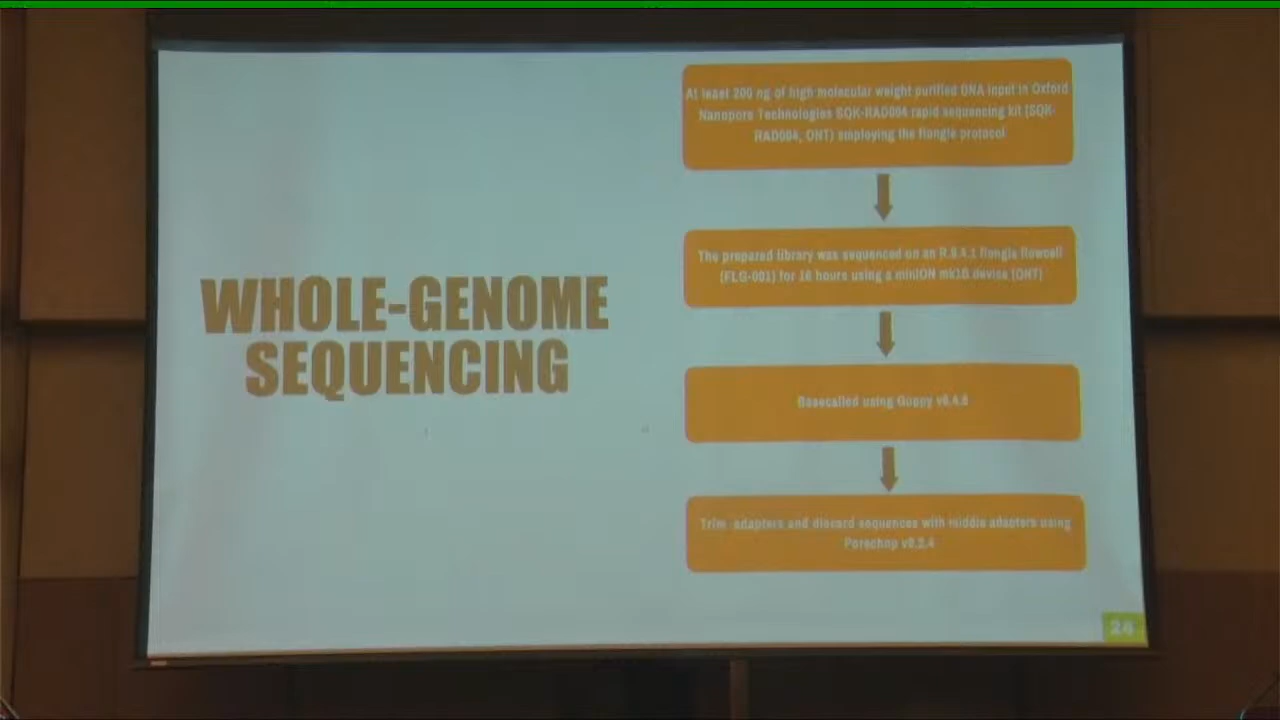 WHOLE-GENOME
SEQUENCING
At least 200 ng of high molecular weight purified DNA input in Oxford
Nanopore Technologies SQK-RAD004 rapid sequencing kit (SQK-
RAD004, ONT) employing the flongle protocol
The prepared library was sequenced on an R.9.4.1 flongle flowcell
(FLG-001) for 16 hours using a minION mk1B device (ONT)
Basecalled using Guppy
Trim adapters and discard sequences with middle adapters using
Porechop v0.2.4